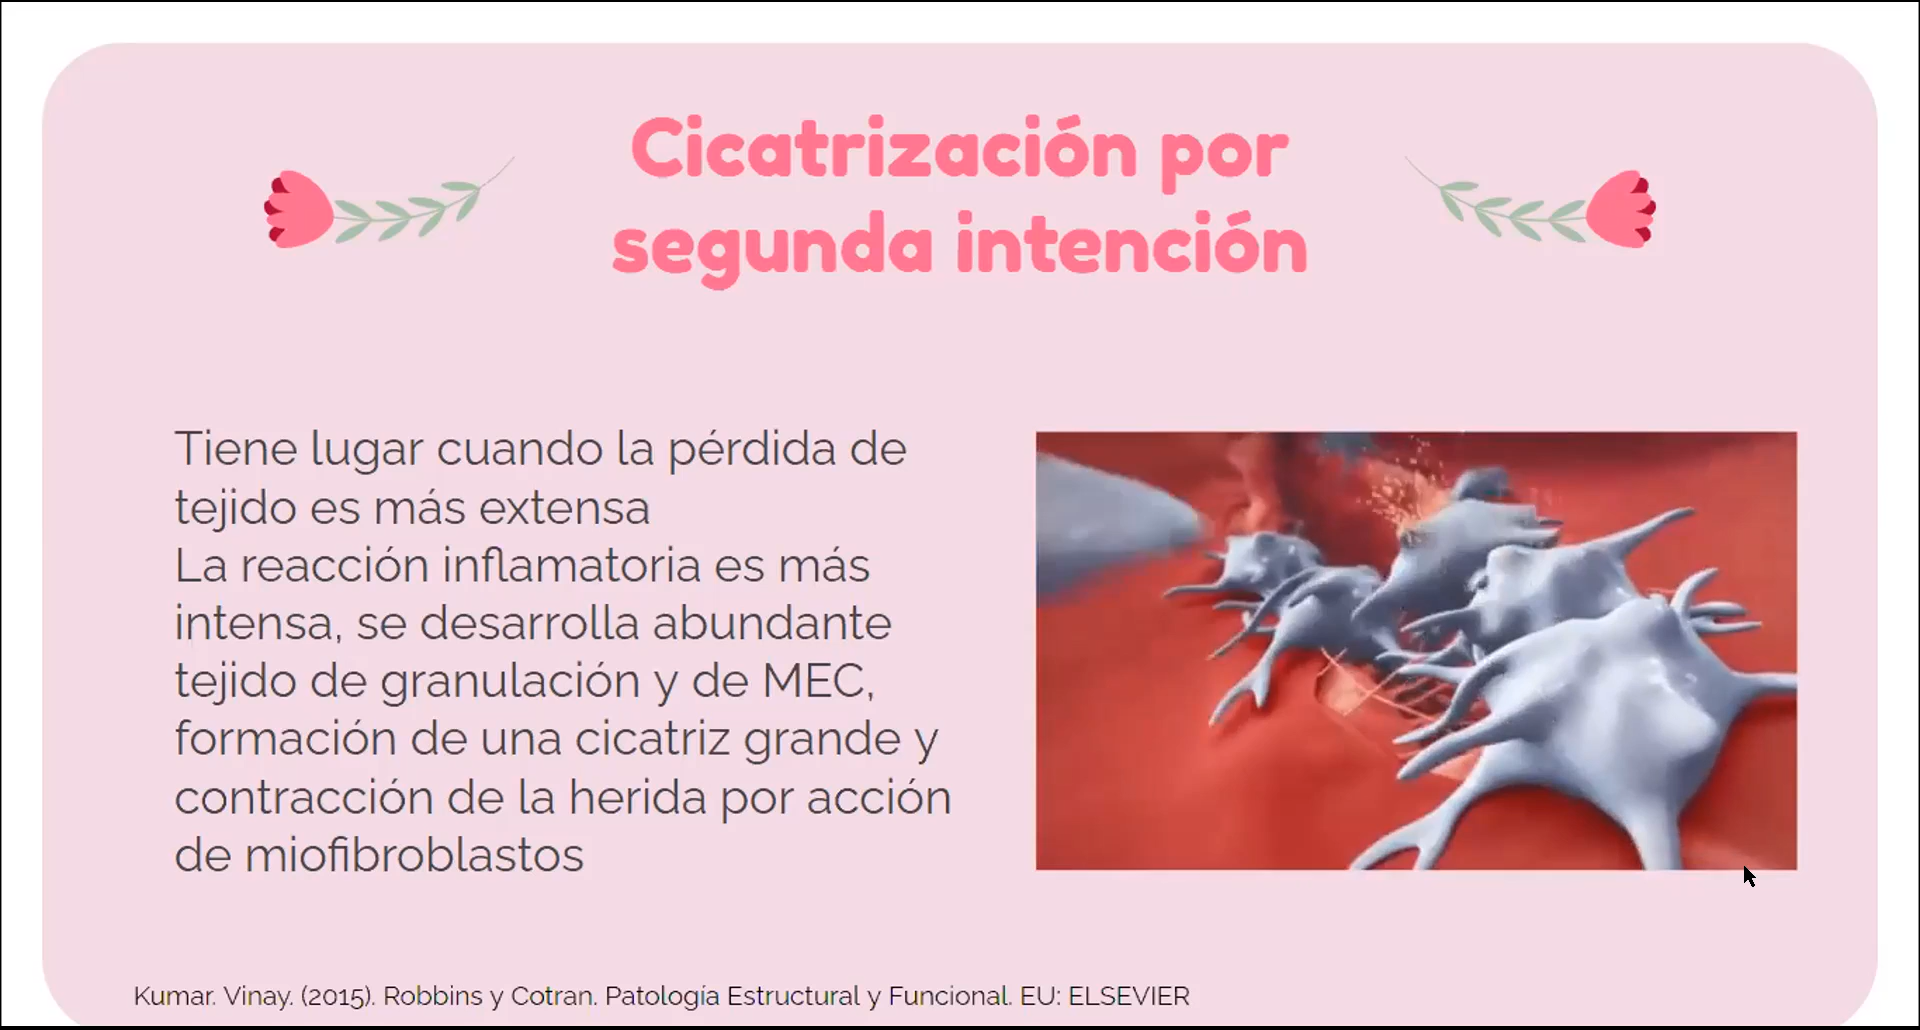 Cicatrización por
segunda intención
Tiene lugar cuando la pérdida de
tejido es más extensa
La reacción inflamatoria es más
intensa, se desarrolla abundante
tejido de granulación y de MEC,
formación de una cicatriz grande y
contracción de la herida por acción
de miofibroblastos
Kumar. Vinay. (2015). Robbins y Cotran. Patología Estructural y Funcional. EU: ELSEVIER